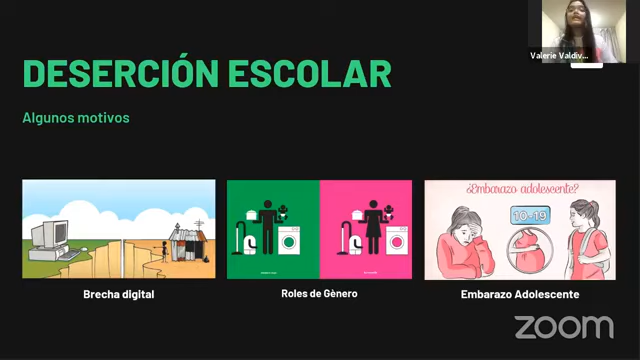 Valerie Valdiv...
DESERCIÓN ESCOLAR
Algunos motivos
¿Embarazo adolescente?
10-19
Brecha digital
Roles de Gènero
Embarazo Adolescente
zoom